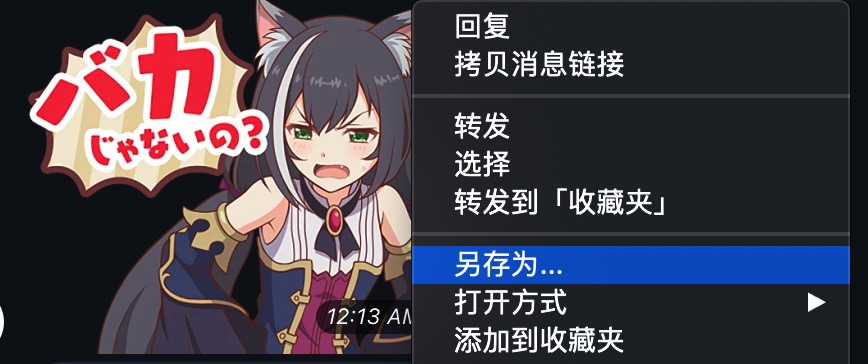 バカ
じゃないの?
12:13 AM
回复
拷贝消息链接
转发
选择
转发到「收藏夹」
另存为...
打开方式
添加到收藏夹